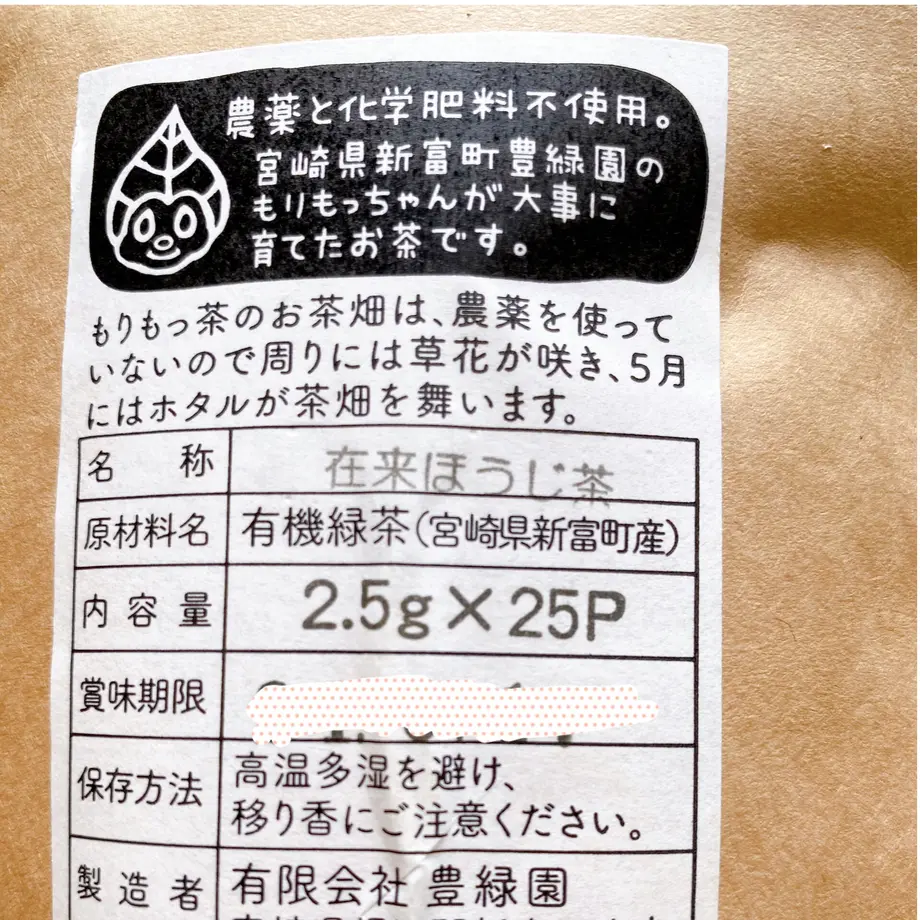 農薬と化学肥料不使用。
宮崎県新富町豊緑園の
もりもっちゃんが大事に
育てたお茶です。
もりもっ茶のお茶畑は、農薬を使って
いないので周りには草花が咲き、5月
にはホタルが茶畑を舞います。
名称 在来ほうじ茶
原材料名 有機緑茶(宮崎県新富町産)
内容量 2.5g×25P
賞味期限
保存方法 高温多湿を避け、
移り香にご注意ください。
製造者 有限会社 豊緑園